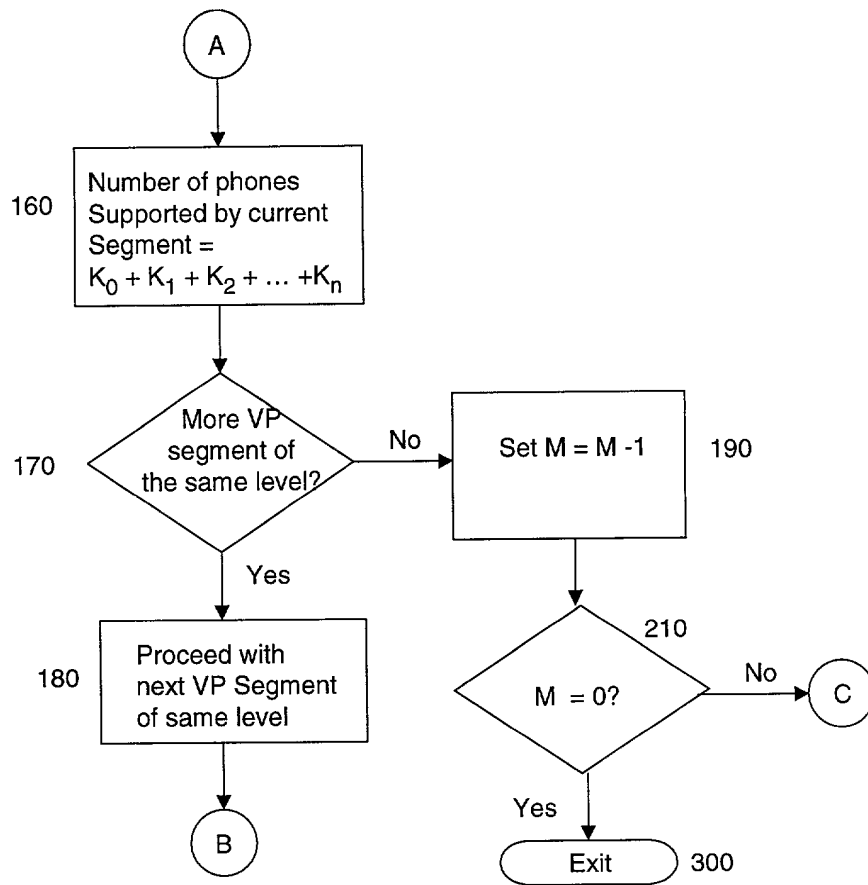 A
160
Number of phones
Supported by current
Segment =
K₀ + K₁ + K₂ + ... +Kₙ
170
More VP
segment of
the same level?
No
Set M = M -1
190
Yes
180
Proceed with
next VP Segment
of same level
210
M = 0?
No
C
B
Yes
Exit
300